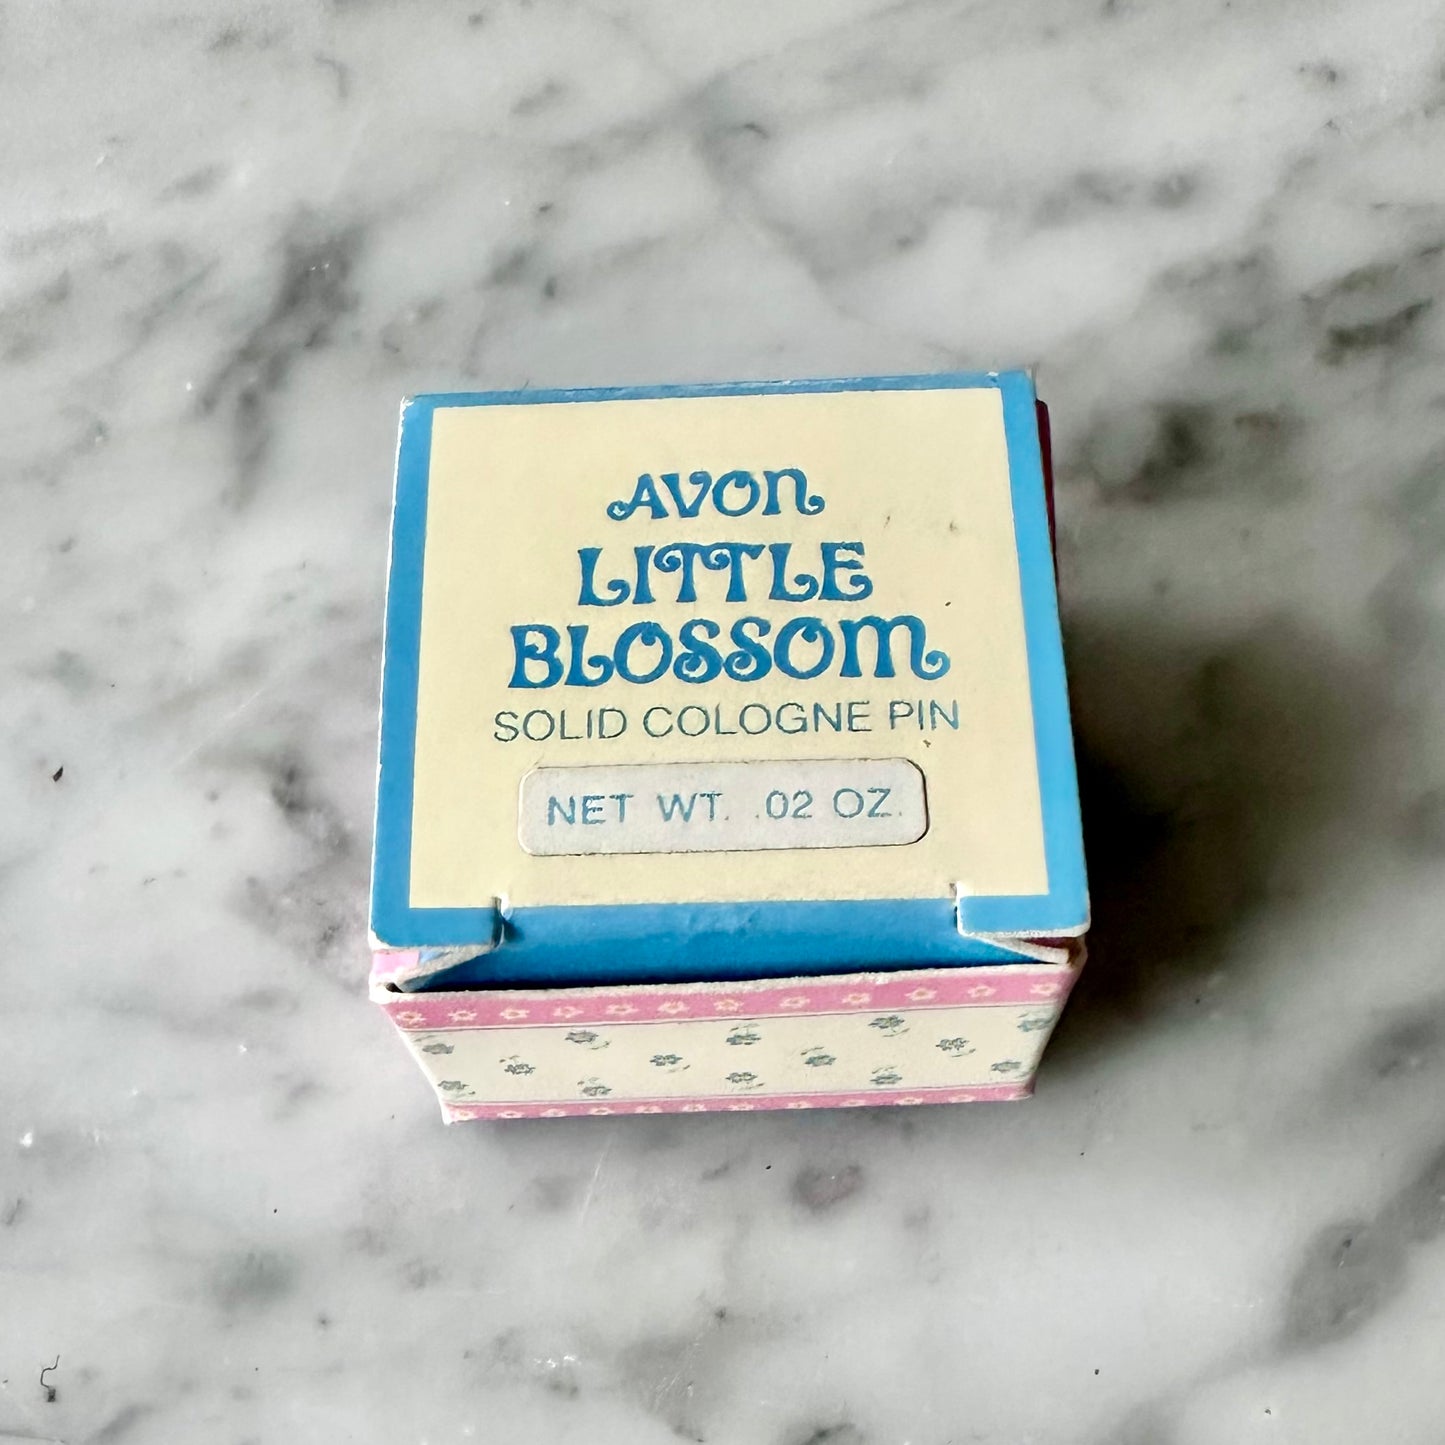 AVON
LITTLE
BLOSSOM
SOLID COLOGNE PIN
NET WT. .02 OZ.